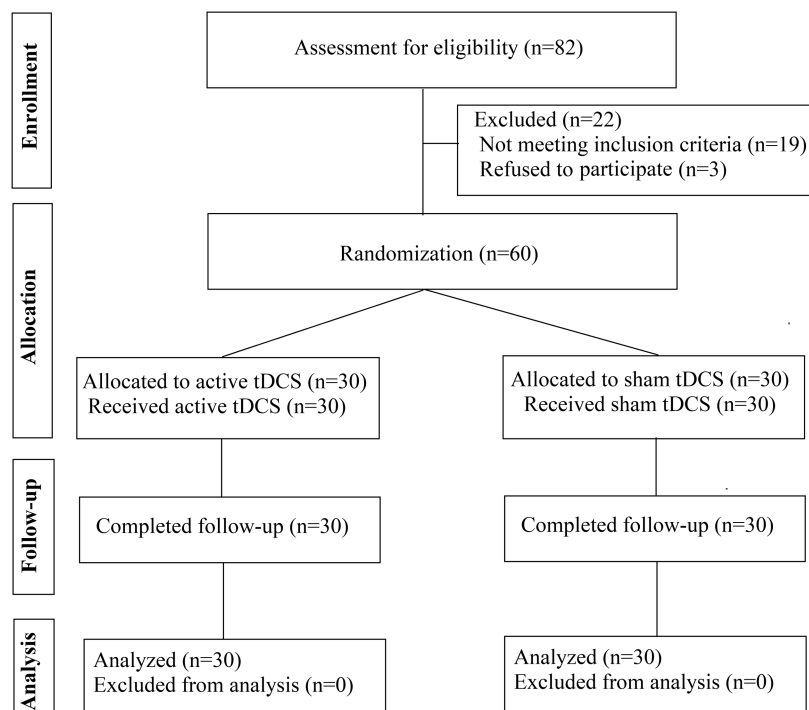 Enrollment
Assessment for eligibility (n=82)
Excluded (n=22)
Not meeting inclusion criteria (n=19)
Refused to participate (n=3)
Allocation
Randomization (n=60)
Allocated to active tDCS (n=30)
Received active tDCS (n=30)
Allocated to sham tDCS (n=30)
Received sham tDCS (n=30)
Follow-up
Completed follow-up (n=30)
Completed follow-up (n=30)
Analysis
Analyzed (n=30)
Excluded from analysis (n=0)
Analyzed (n=30)
Excluded from analysis (n=0)